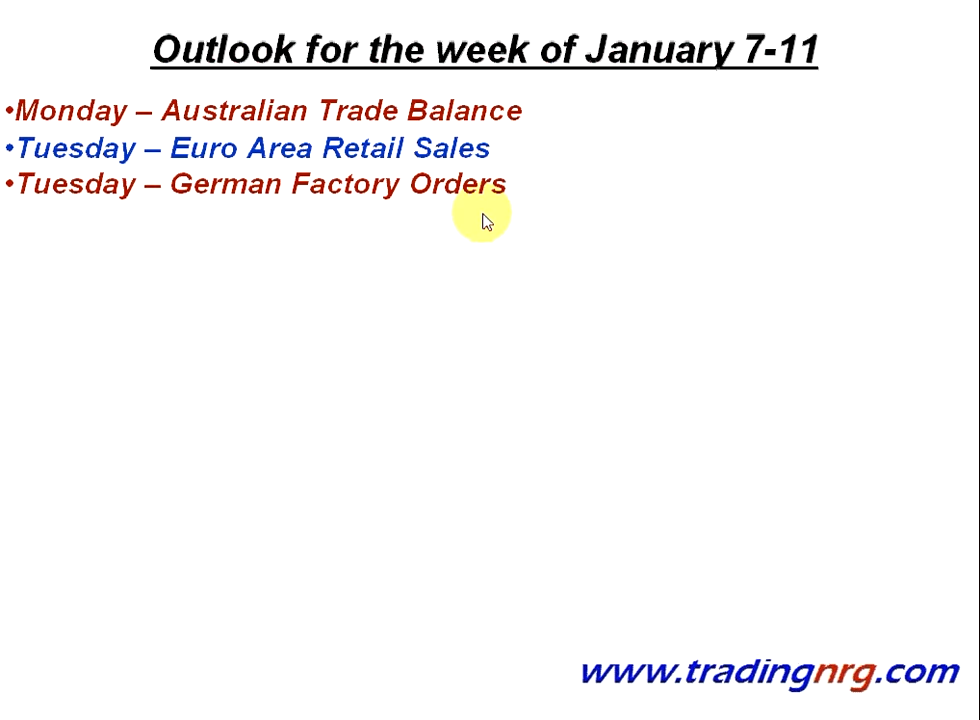 Outlook for the week of January 7-11
•Monday – Australian Trade Balance
•Tuesday – Euro Area Retail Sales
•Tuesday – German Factory Orders
www.tradingnrg.com